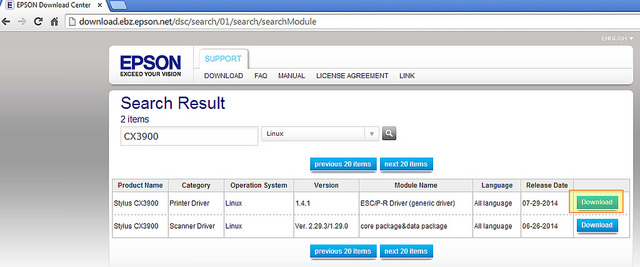 EPSON Download Center
download.ebz.epson.net/dsc/search/01/search/searchModule
ENGLISH
EPSON
EXCEED YOUR VISION
SUPPORT
DOWNLOAD FAQ MANUAL LICENSE AGREEMENT LINK
Search Result
2 items
CX3900 Linux
previous 20 items next 20 items
Product Name Category Operation System Version Module Name Language Release Date
Stylus CX3900 Printer Driver Linux 1.4.1 ESC/P-R Driver (generic driver) All language 07-29-2014 Download
Stylus CX3900 Scanner Driver Linux Ver. 2.29.3/1.29.0 core package&data package All language 06-26-2014 Download
previous 20 items next 20 items